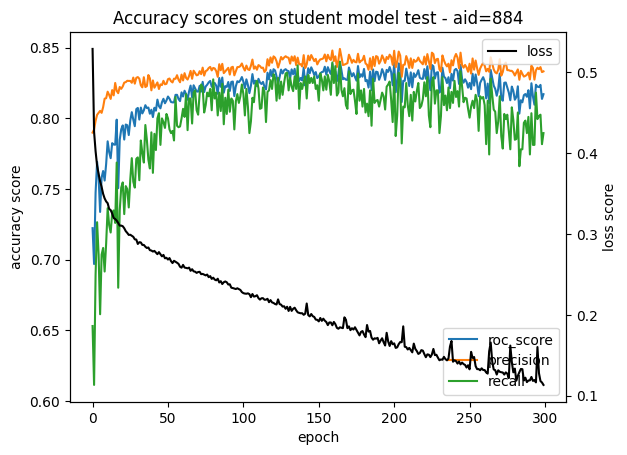 Accuracy scores on student model test - aid=884
loss
accuracy score
0.85
0.80
0.75
0.70
0.65
0.60
0.5
0.4
0.3
0.2
0.1
loss score
roc_score
precision
recall
0
50
100
150
200
250
300
epoch